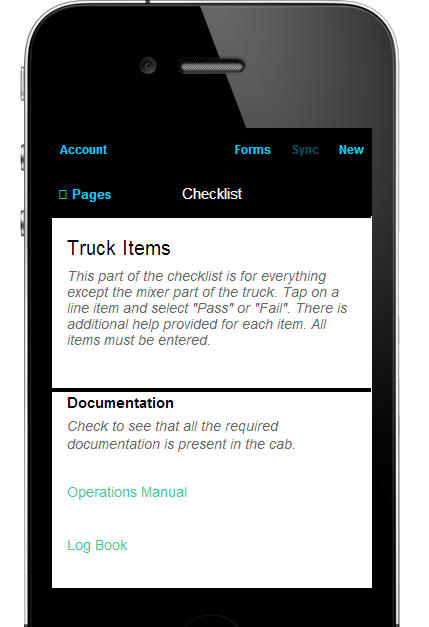 Account Forms Sync New
Pages Checklist
Truck Items
This part of the checklist is for everything
except the mixer part of the truck. Tap on a
line item and select "Pass" or "Fail". There is
additional help provided for each item. All
items must be entered.
Documentation
Check to see that all the required
documentation is present in the cab.
Operations Manual
Log Book